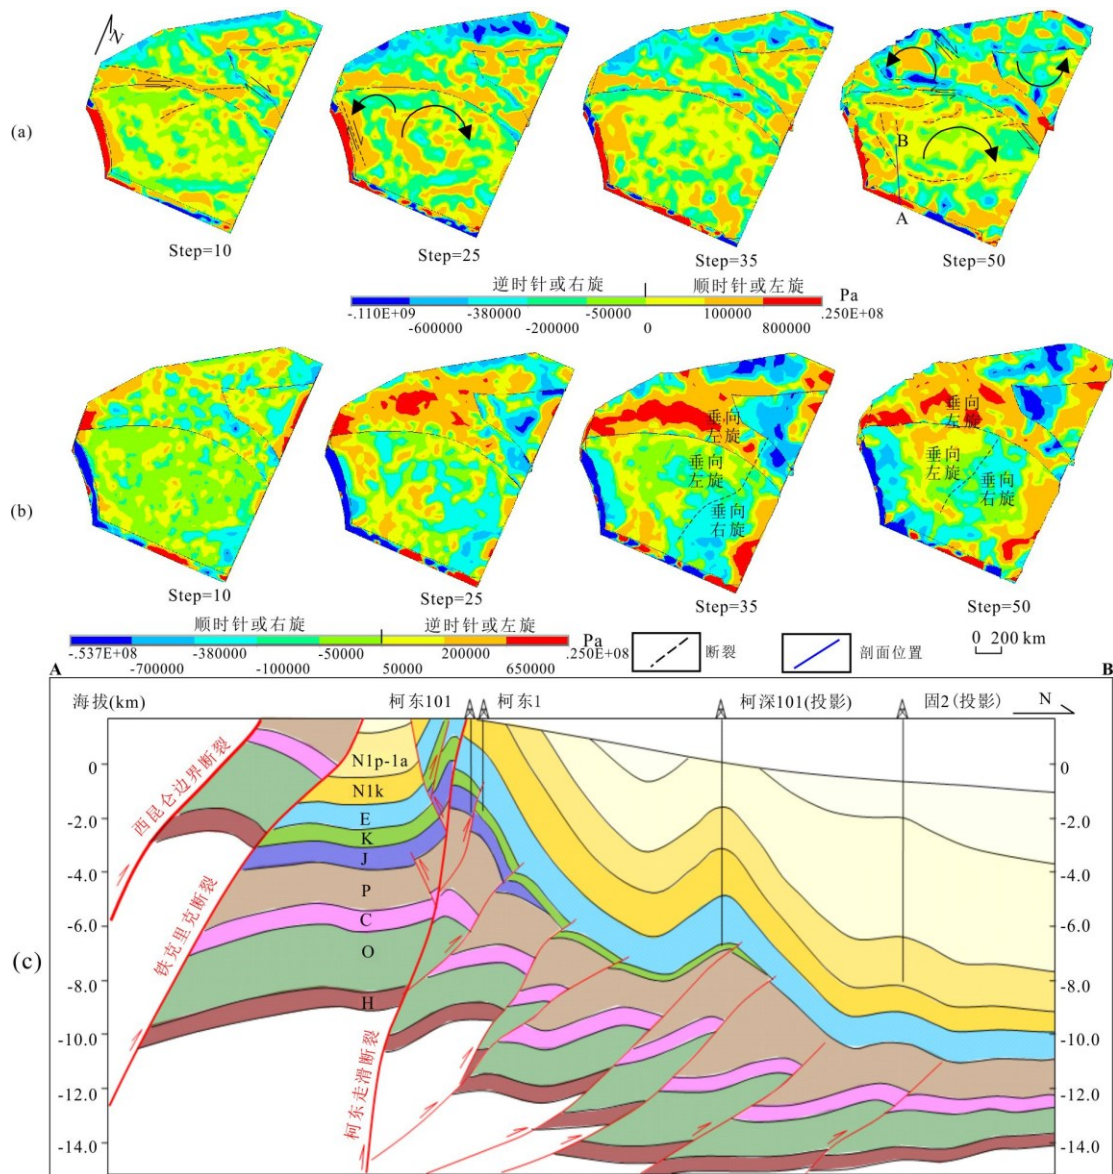 N
(a)
B
A
Step=10
Step=25
Step=35
Step=50
逆时针或右旋
顺时针或左旋
Pa
-.110E+09
-380000
-50000
100000
.250E+08
-600000
-200000
0
800000
垂向
左旋
垂向
左旋
垂向
右旋
垂向
左旋
垂向
左旋
垂向
右旋
(b)
Step=10
Step=25
Step=35
Step=50
顺时针或右旋
逆时针或左旋
Pa
-.537E+08
-380000
-50000
200000
.250E+08
-700000
-100000
50000
650000
断裂
剖面位置
0 200 km
A
B
海拔(km)
柯东101
柯东1
柯深101(投影)
固2(投影)
N
西昆仑边界断裂
铁克里克断裂
柯东走滑断裂
N1p-1a
N1k
E
K
J
P
C
O
H
(c)
0
-2.0
-4.0
-6.0
-8.0
-10.0
-12.0
-14.0
0
-2.0
-4.0
-6.0
-8.0
-10.0
-12.0
-14.0